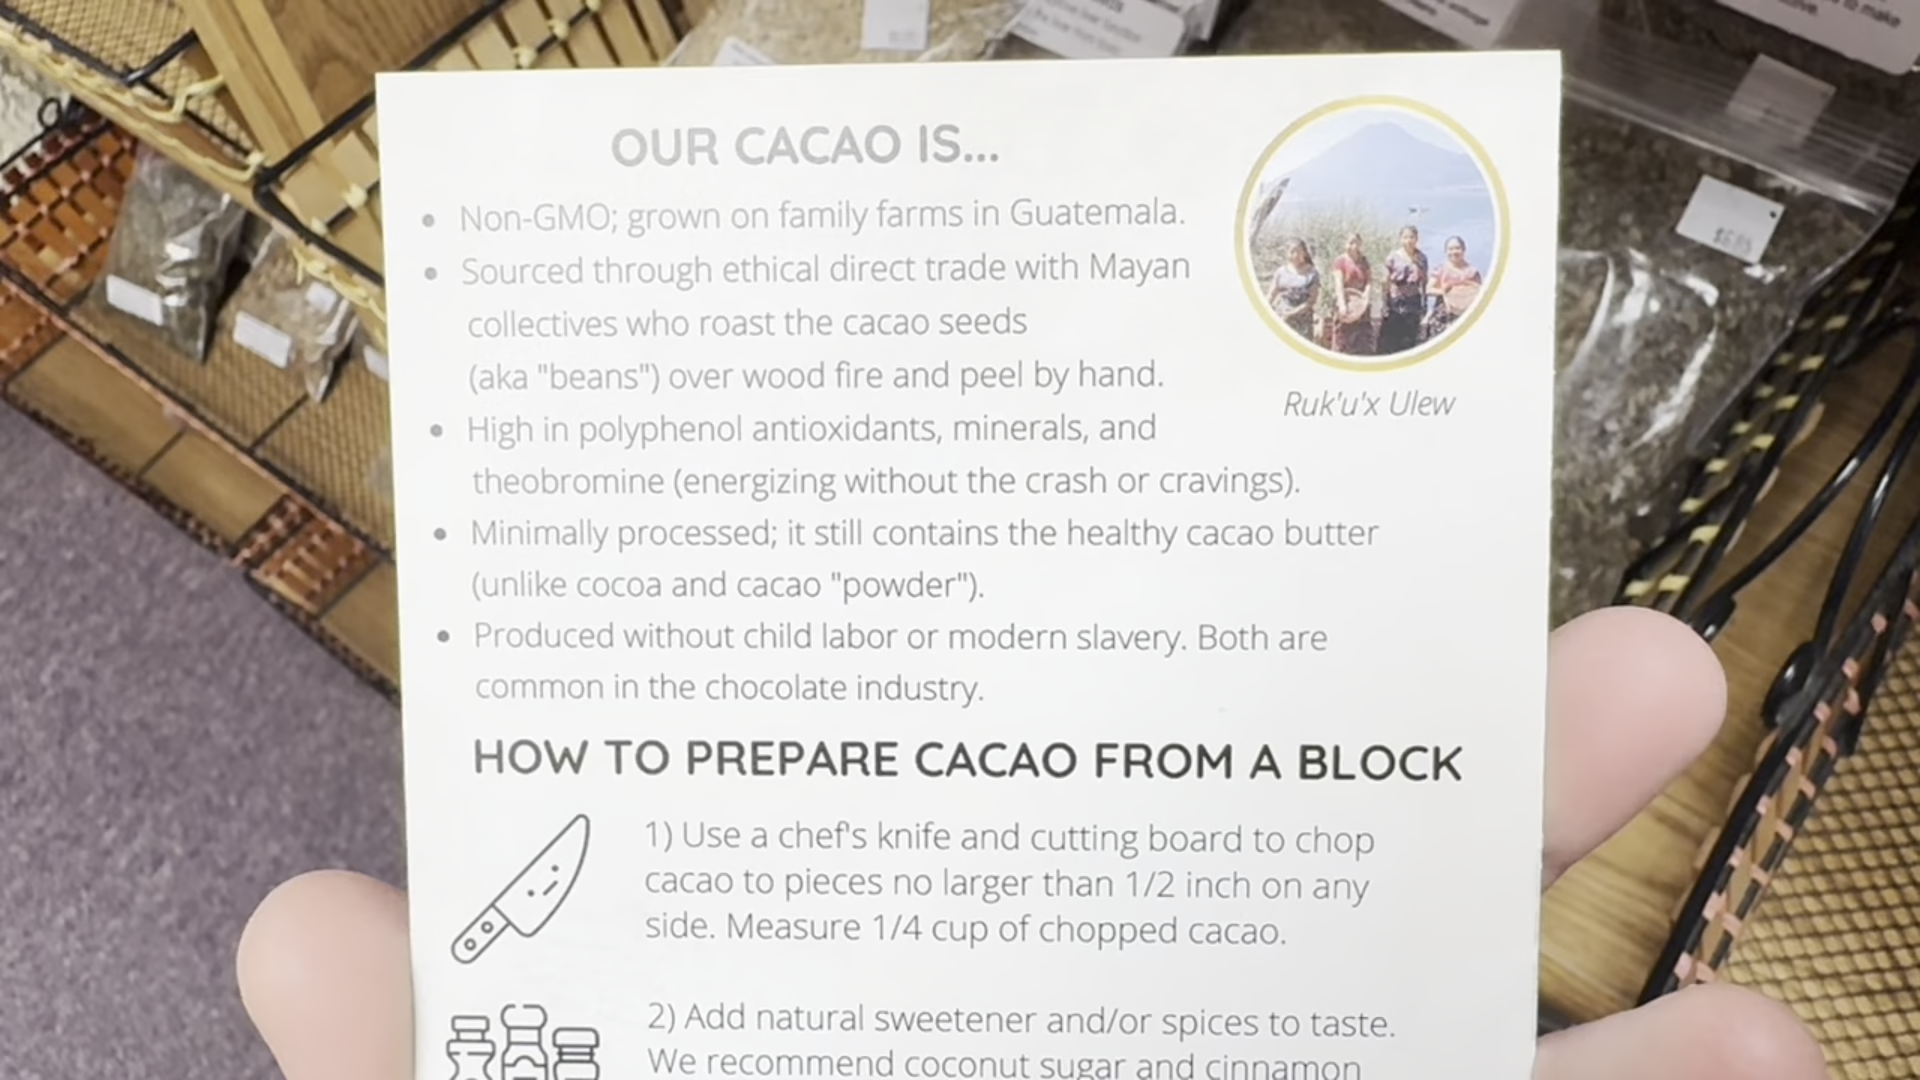 OUR CACAO IS...
• Non-GMO; grown on family farms in Guatemala.
• Sourced through ethical direct trade with Mayan
collectives who roast the cacao seeds
(aka "beans") over wood fire and peel by hand.
• High in polyphenol antioxidants, minerals, and
theobromine (energizing without the crash or cravings).
• Minimally processed; it still contains the healthy cacao butter
(unlike cocoa and cacao "powder").
• Produced without child labor or modern slavery. Both are
common in the chocolate industry.
Ruk'u'x Ulew
HOW TO PREPARE CACAO FROM A BLOCK
1) Use a chef's knife and cutting board to chop
cacao to pieces no larger than 1/2 inch on any
side. Measure 1/4 cup of chopped cacao.
2) Add natural sweetener and/or spices to taste.
We recommend coconut sugar and cinnamon
to make